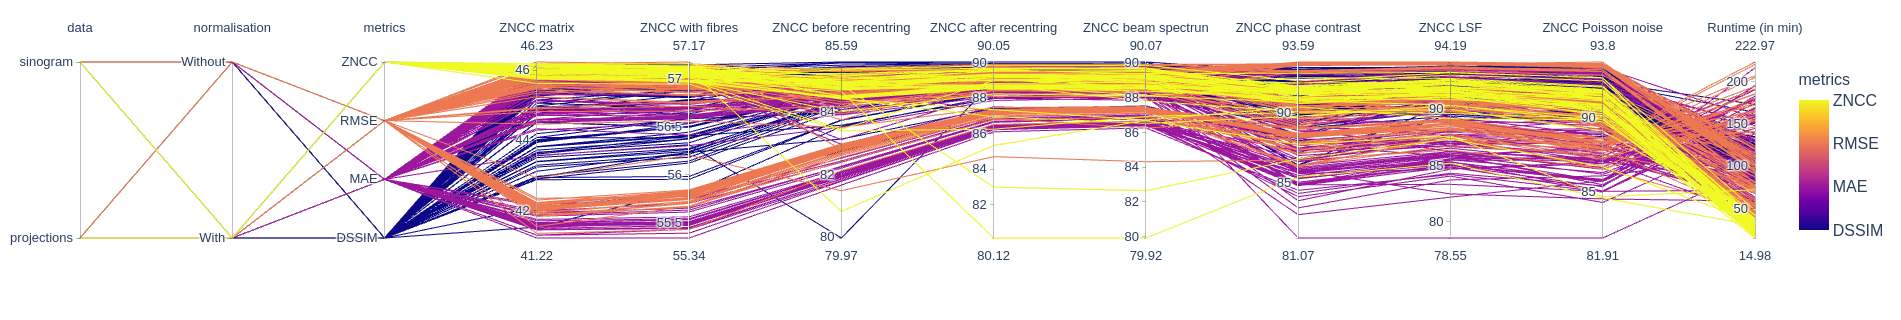 data normalisation metrics ZNCC matrix ZNCC with fibres ZNCC before recentring ZNCC after recentring ZNCC beam spectrun ZNCC phase contrast ZNCC LSF ZNCC Poisson noise Runtime (in min)
46.23 57.17 85.59 90.05 90.07 93.59 94.19 93.8 222.97
sinogram Without ZNCC 46 57 84 82 80 90 88 86 84 82 90 88 86 84 82 80 90 85 90 85 80 90 85 200 150 100 50
RMSE 56.5
44
MAE 56
42
55.5
projections With DSSIM
41.22 55.34 79.97 80.12 79.92 81.07 78.55 81.91 14.98
metrics
ZNCC
RMSE
MAE
DSSIM